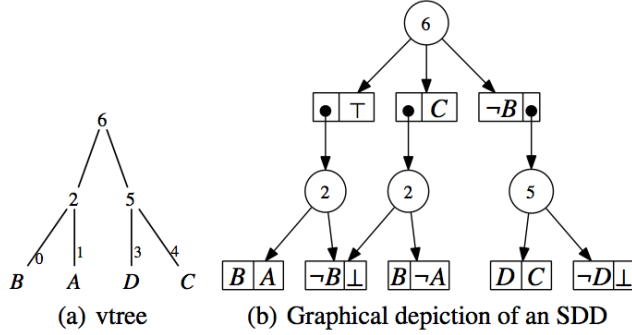 6
⊤ C ¬B
6
2 2 5
2 5
B A ¬B ⊥ B ¬A D C ¬D ⊥
0 1 3 4
B A D C
(a) vtree (b) Graphical depiction of an SDD